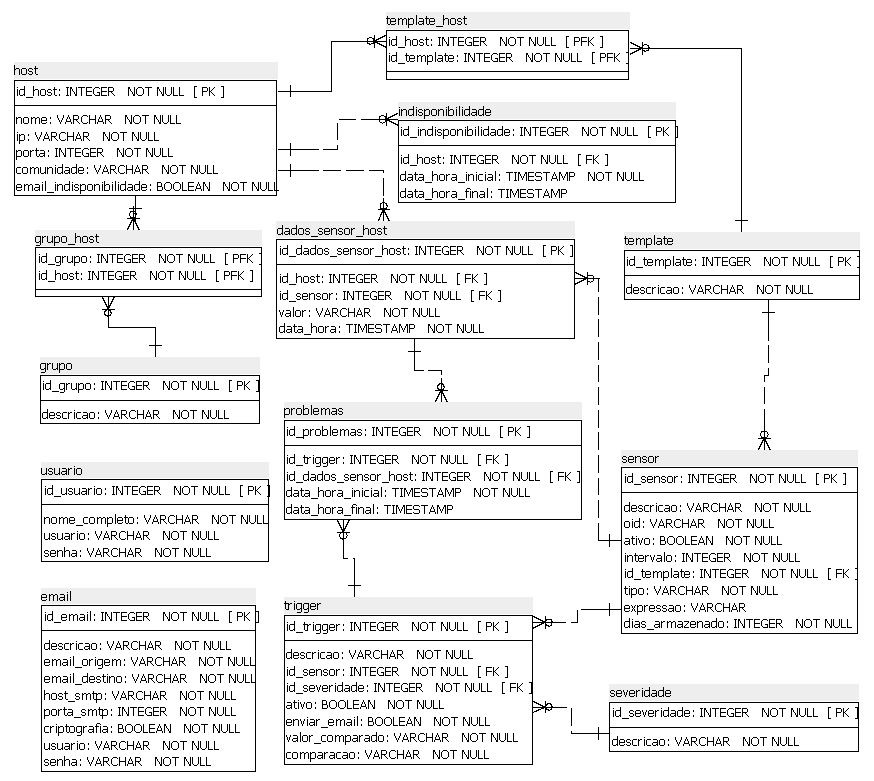 template_host
id_host: INTEGER NOT NULL [ PFK ]
id_template: INTEGER NOT NULL [ PFK ]
host
id_host: INTEGER NOT NULL [ PK ]
nome: VARCHAR NOT NULL
ip: VARCHAR NOT NULL
porta: INTEGER NOT NULL
comunidade: VARCHAR NOT NULL
email_indisponibilidade: BOOLEAN NOT NULL
indisponibilidade
id_indisponibilidade: INTEGER NOT NULL [ PK ]
id_host: INTEGER NOT NULL [ FK ]
data_hora_inicial: TIMESTAMP NOT NULL
data_hora_final: TIMESTAMP
grupo_host
id_grupo: INTEGER NOT NULL [ PFK ]
id_host: INTEGER NOT NULL [ PFK ]
dados_sensor_host
id_dados_sensor_host: INTEGER NOT NULL [ PK ]
id_host: INTEGER NOT NULL [ FK ]
id_sensor: INTEGER NOT NULL [ FK ]
valor: VARCHAR NOT NULL
data_hora: TIMESTAMP NOT NULL
template
id_template: INTEGER NOT NULL [ PK ]
descricao: VARCHAR NOT NULL
grupo
id_grupo: INTEGER NOT NULL [ PK ]
descricao: VARCHAR NOT NULL
problemas
id_problemas: INTEGER NOT NULL [ PK ]
id_trigger: INTEGER NOT NULL [ FK ]
id_dados_sensor_host: INTEGER NOT NULL [ FK ]
data_hora_inicial: TIMESTAMP NOT NULL
data_hora_final: TIMESTAMP
sensor
id_sensor: INTEGER NOT NULL [ PK ]
descricao: VARCHAR NOT NULL
oid: VARCHAR NOT NULL
ativo: BOOLEAN NOT NULL
intervalo: INTEGER NOT NULL
id_template: INTEGER NOT NULL [ FK ]
tipo: VARCHAR NOT NULL
expressao: VARCHAR
dias_armazenado: INTEGER NOT NULL
usuario
id_usuario: INTEGER NOT NULL [ PK ]
nome_completo: VARCHAR NOT NULL
usuario: VARCHAR NOT NULL
senha: VARCHAR NOT NULL
email
id_email: INTEGER NOT NULL [ PK ]
descricao: VARCHAR NOT NULL
email_origem: VARCHAR NOT NULL
email_destino: VARCHAR NOT NULL
host_smtp: VARCHAR NOT NULL
porta_smtp: INTEGER NOT NULL
criptografia: BOOLEAN NOT NULL
usuario: VARCHAR NOT NULL
senha: VARCHAR NOT NULL
trigger
id_trigger: INTEGER NOT NULL [ PK ]
descricao: VARCHAR NOT NULL
id_sensor: INTEGER NOT NULL [ FK ]
id_severidade: INTEGER NOT NULL [ FK ]
ativo: BOOLEAN NOT NULL
enviar_email: BOOLEAN NOT NULL
valor_comparado: VARCHAR NOT NULL
comparacao: VARCHAR NOT NULL
severidade
id_severidade: INTEGER NOT NULL [ PK ]
descricao: VARCHAR NOT NULL